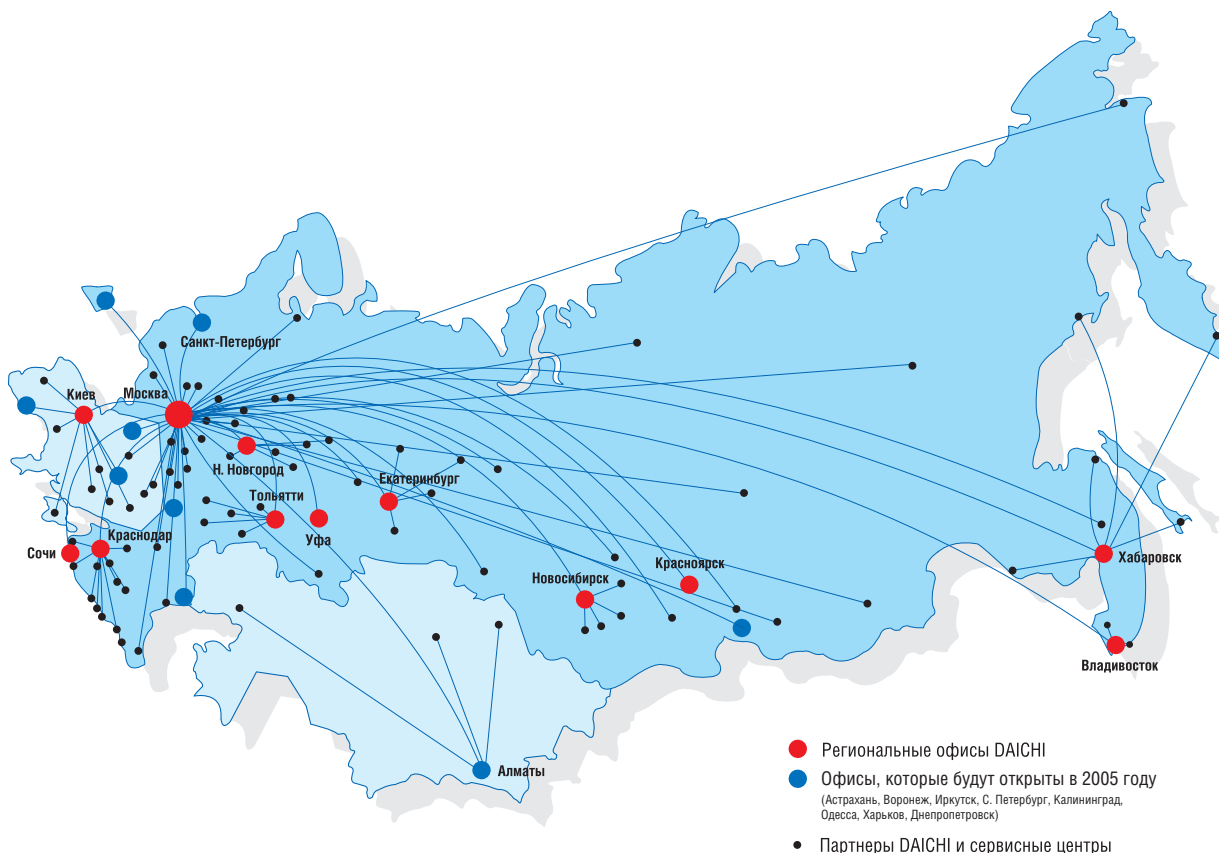 Санкт-Петербург
Киев
Москва
Н. Новгород
Екатеринбург
Тольятти
Уфа
Краснодар
Сочи
Новосибирск
Красноярск
Хабаровск
Владивосток
Алматы
Региональные офисы DAICHI
Офисы, которые будут открыты в 2005 году
(Астрахань, Воронеж, Иркутск, С. Петербург, Калининград,
Одесса, Харьков, Днепропетровск)
Партнеры DAICHI и сервисные центры